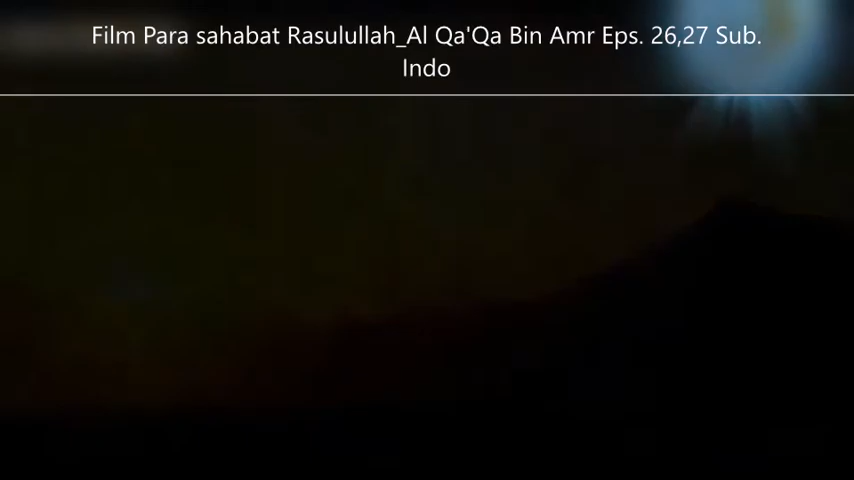 Film Para sahabat Rasulullah_Al Qa'Qa Bin Amr Eps. 26,27 Sub.
Indo